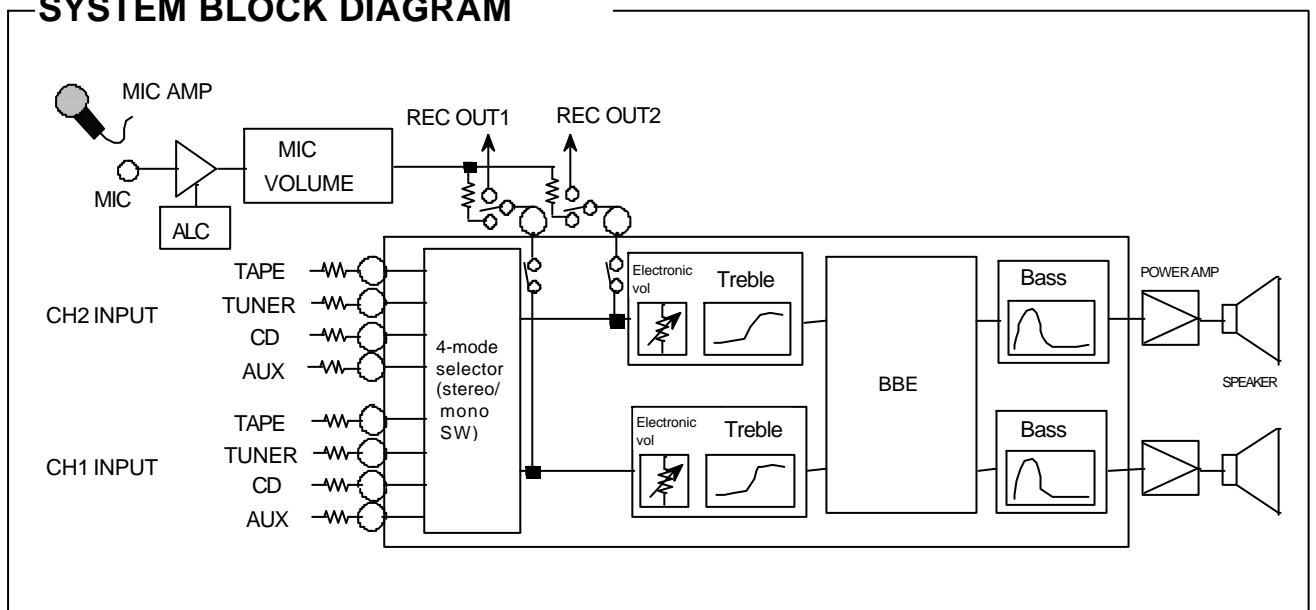 SYSTEM BLOCK DIAGRAM
MIC AMP
REC OUT1
REC OUT2
MIC
VOLUME
MIC
ALC
CH2 INPUT
TAPE
TUNER
CD
AUX
CH1 INPUT
TAPE
TUNER
CD
AUX
4-mode
selector
(stereo/
mono
SW)
Electronic
vol
Treble
Electronic
vol
Treble
BBE
Bass
Bass
POWER AMP
SPEAKER